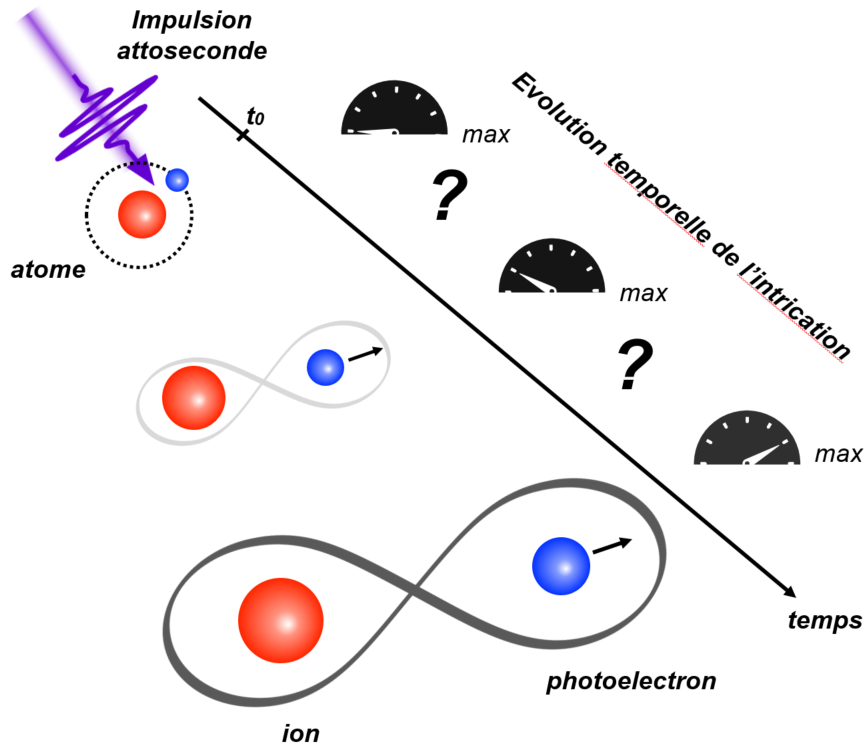 Impulsion
attoseconde
t0
max
Evolution temporelle de l'intrication
?
atome
max
?
max
temps
photoelectron
ion